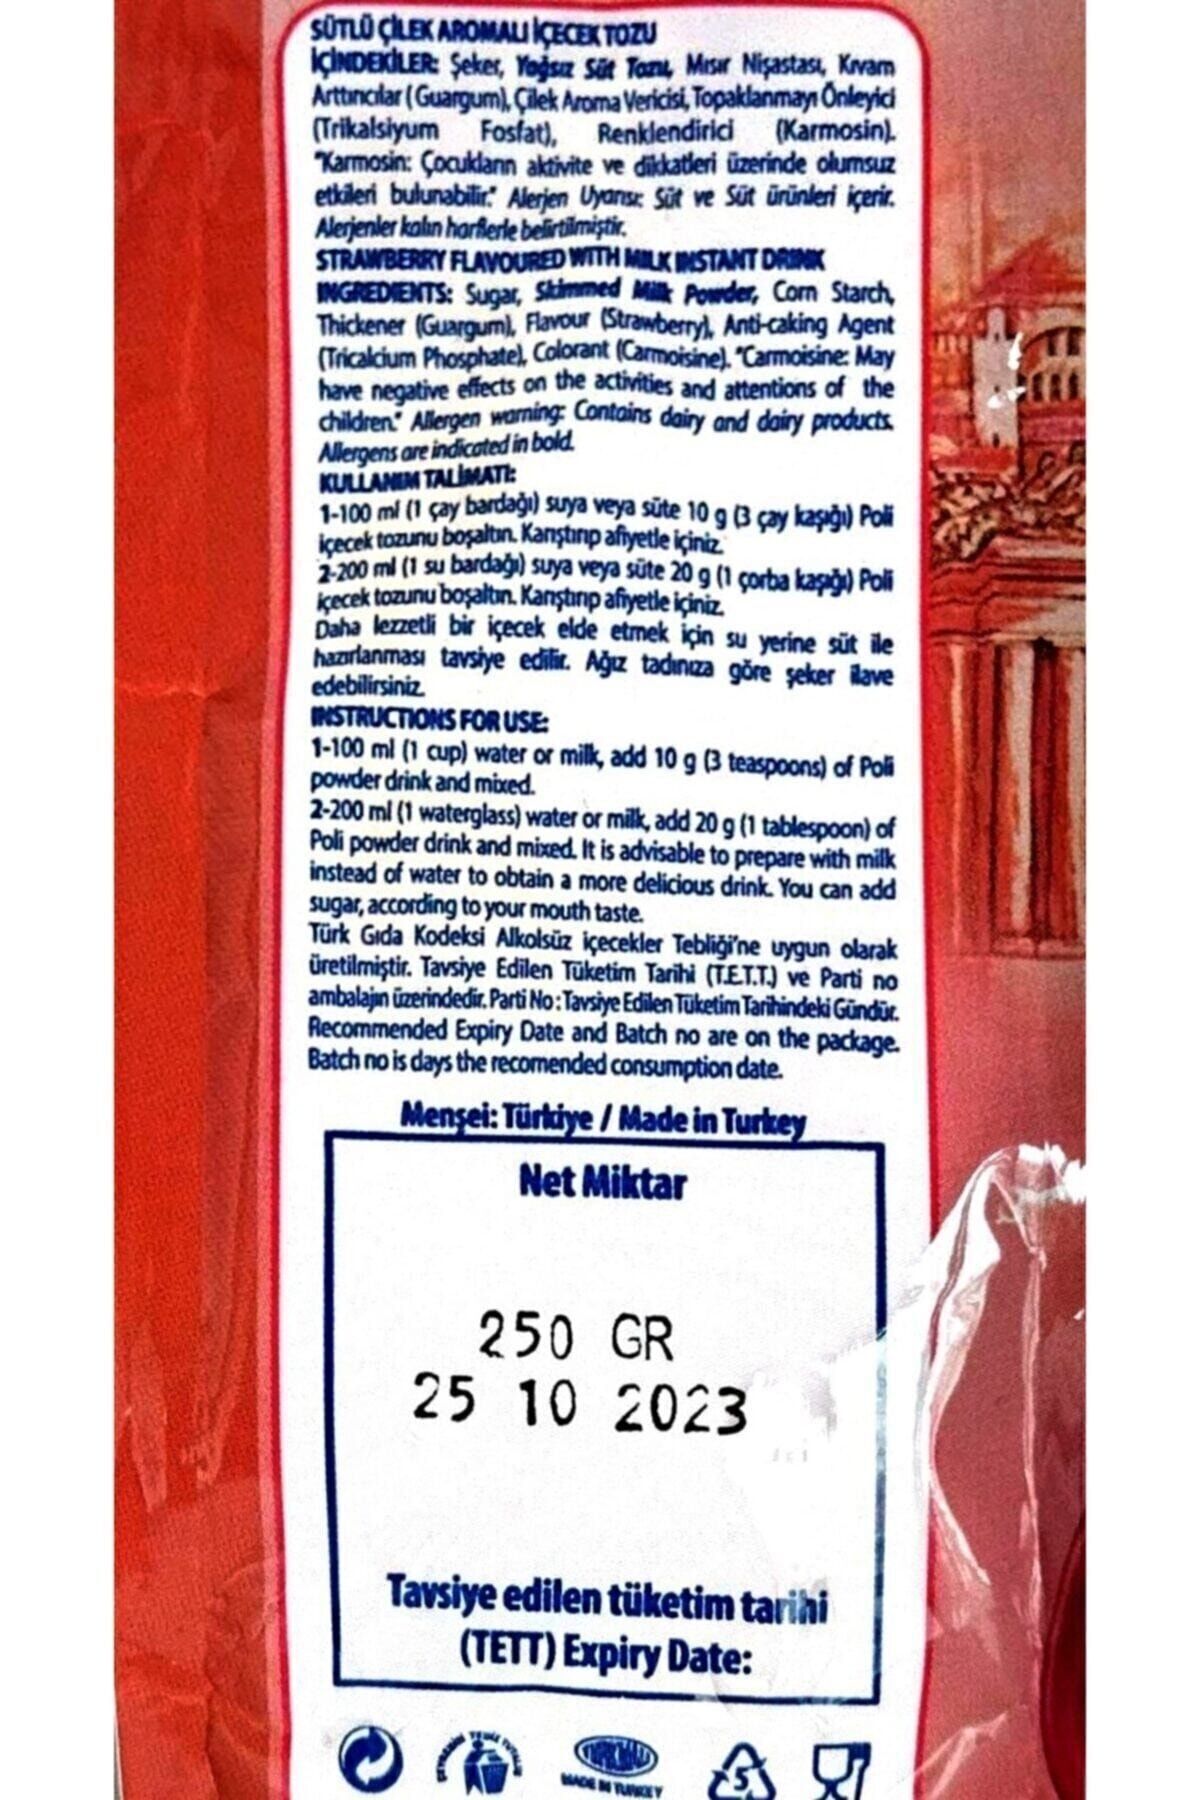 SÜTLÜ ÇİLEK AROMALI İÇECEK TOZU
İÇİNDEKİLER: Şeker, Yağsız Süt Tozu, Mısır Nişastası, Kıvam
Arttırıcılar ( Guargum), Çilek Aroma Vericisi, Topaklanmayı Önleyici
(Trikalsiyum Fosfat), Renklendirici (Karmosin).
"Karmosin: Çocukların aktivite ve dikkatleri üzerinde olumsuz
etkileri bulunabilir." Alerjen Uyarısı: Süt ve Süt ürünleri içerir.
Alerjenler kalın harflerle belirtilmiştir.
STRAWBERRY FLAVOURED WITH MILK INSTANT DRINK
INGREDIENTS: Sugar, Skimmed Milk Powder, Corn Starch,
Thickener (Guargum), Flavour (Strawberry), Anti-caking Agent
(Tricalcium Phosphate), Colorant (Carmoisine). "Carmoisine: May
have negative effects on the activities and attentions of the
children." Allergen warning: Contains dairy and dairy products.
Allergens are indicated in bold.
KULLANIM TALİMATI:
1-100 ml (1 çay bardağı) suya veya süte 10 g (3 çay kaşığı) Poli
içecek tozunu boşaltın. Karıştırıp afiyetle içiniz.
2-200 ml (1 su bardağı) suya veya süte 20 g (1 çorba kaşığı) Poli
içecek tozunu boşaltın. Karıştırıp afiyetle içiniz.
Daha lezzetli bir içecek elde etmek için su yerine süt ile
hazırlanması tavsiye edilir. Ağız tadınıza göre şeker ilave
edebilirsiniz.
INSTRUCTIONS FOR USE:
1-100 ml (1 cup) water or milk, add 10 g (3 teaspoons) of Poli
powder drink and mixed.
2-200 ml (1 waterglass) water or milk, add 20 g (1 tablespoon) of
Poli powder drink and mixed. It is advisable to prepare with milk
instead of water to obtain a more delicious drink. You can add
sugar, according to your mouth taste.
Türk Gıda Kodeksi Alkolsüz içecekler Tebliği'ne uygun olarak
üretilmiştir. Tavsiye Edilen Tüketim Tarihi (T.E.T.T.) ve Parti no
ambalajın üzerindedir. Parti No : Tavsiye Edilen Tüketim Tarihindeki Gündür.
Recommended Expiry Date and Batch no are on the package.
Batch no is days the recomended consumption date.
Menşei: Türkiye / Made in Turkey
Net Miktar
250 GR
25 10 2023
Tavsiye edilen tüketim tarihi
(TETT) Expiry Date:
5
MADE IN TURKEY